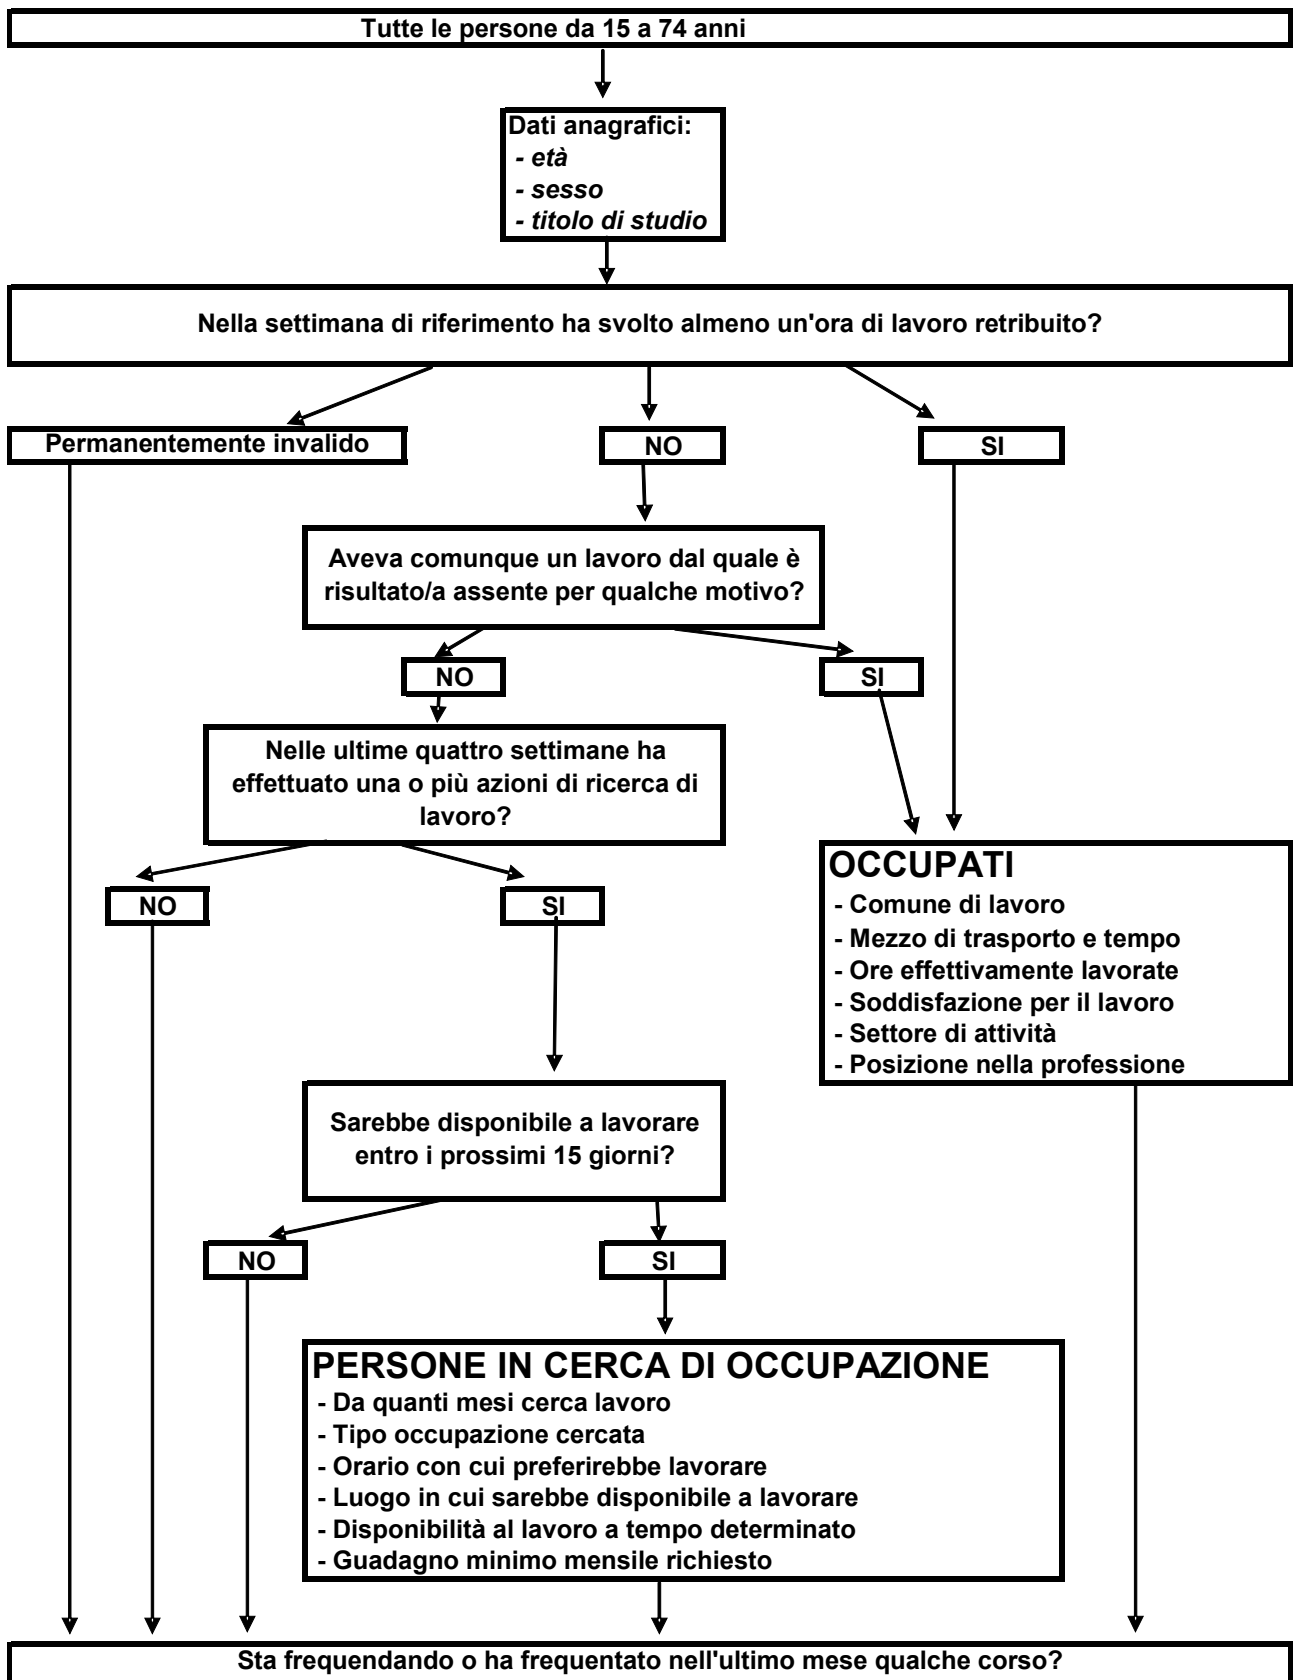 Tutte le persone da 15 a 74 anni
Dati anagrafici:
- età
- sesso
- titolo di studio
Nella settimana di riferimento ha svolto almeno un'ora di lavoro retribuito?
Permanentemente invalido
NO
SI
Aveva comunque un lavoro dal quale è
risultato/a assente per qualche motivo?
NO
SI
Nelle ultime quattro settimane ha
effettuato una o più azioni di ricerca di
lavoro?
NO
SI
OCCUPATI
- Comune di lavoro
- Mezzo di trasporto e tempo
- Ore effettivamente lavorate
- Soddisfazione per il lavoro
- Settore di attività
- Posizione nella professione
Sarebbe disponibile a lavorare
entro i prossimi 15 giorni?
NO
SI
PERSONE IN CERCA DI OCCUPAZIONE
- Da quanti mesi cerca lavoro
- Tipo occupazione cercata
- Orario con cui preferirebbe lavorare
- Luogo in cui sarebbe disponibile a lavorare
- Disponibilità al lavoro a tempo determinato
- Guadagno minimo mensile richiesto
Sta frequendando o ha frequentato nell'ultimo mese qualche corso?